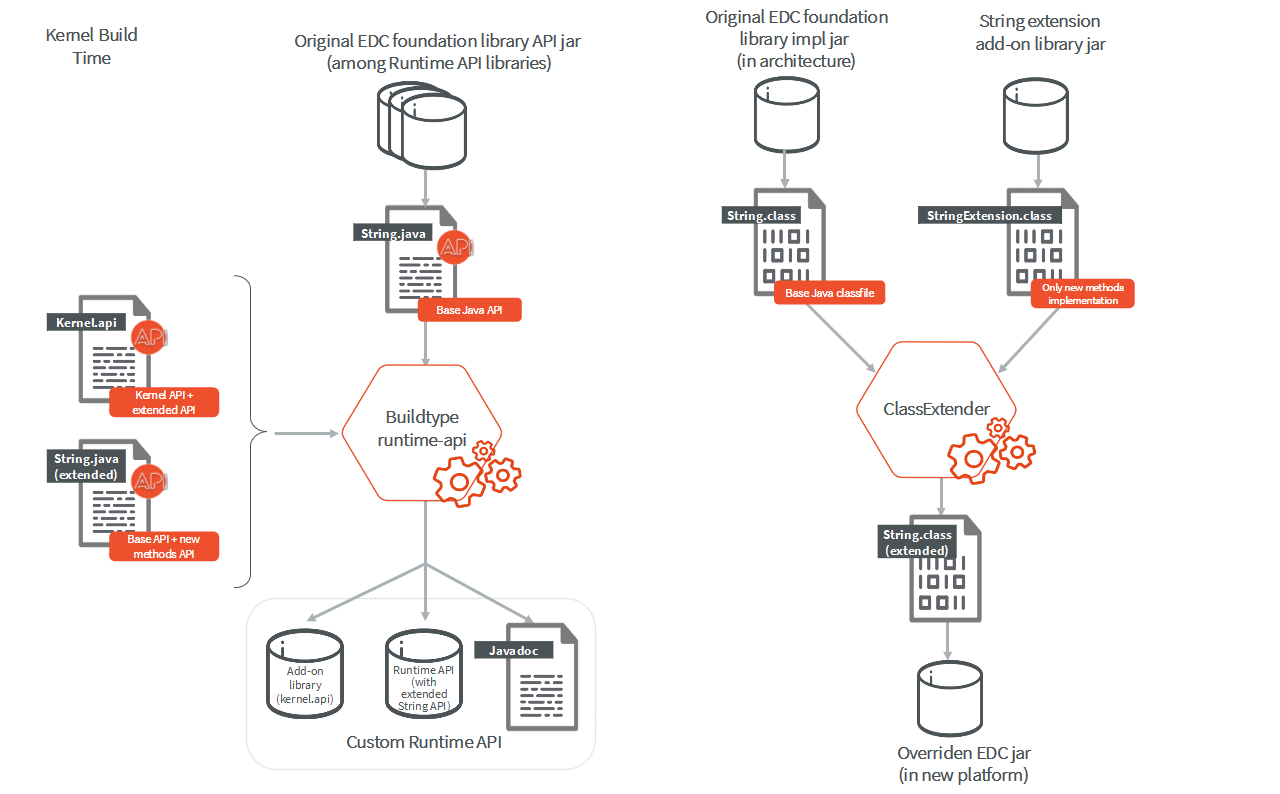 Kernel Build
Time
Original EDC foundation library API jar
(among Runtime API libraries)
String.java
API
Base Java API
Kernel.api
API
Kernel API +
extended API
String.java
(extended)
API
Base API + new
methods API
Buildtype
runtime-api
Add-on
library
(kernel.api)
Runtime API
(with
extended
String API)
Javadoc
Custom Runtime API
Original EDC foundation
library impl jar
(in architecture)
String extension
add-on library jar
String.class
Base Java classfile
StringExtension.class
Only new methods
implementation
ClassExtender
String.class
(extended)
Overriden EDC jar
(in new platform)